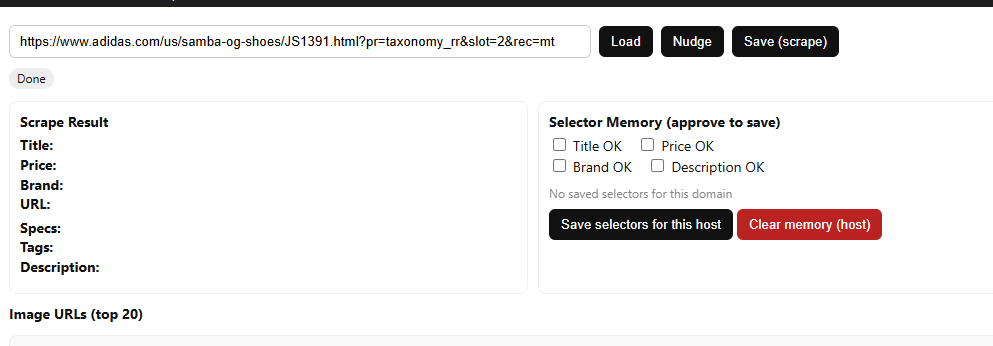 https://www.adidas.com/us/samba-og-shoes/JS1391.html?pr=taxonomy_rr&slot=2&rec=mt Load Nudge Save (scrape)
Done
Scrape Result
Title:
Price:
Brand:
URL:
Specs:
Tags:
Description:
Selector Memory (approve to save)
Title OK Price OK
Brand OK Description OK
No saved selectors for this domain
Save selectors for this host Clear memory (host)
Image URLs (top 20)